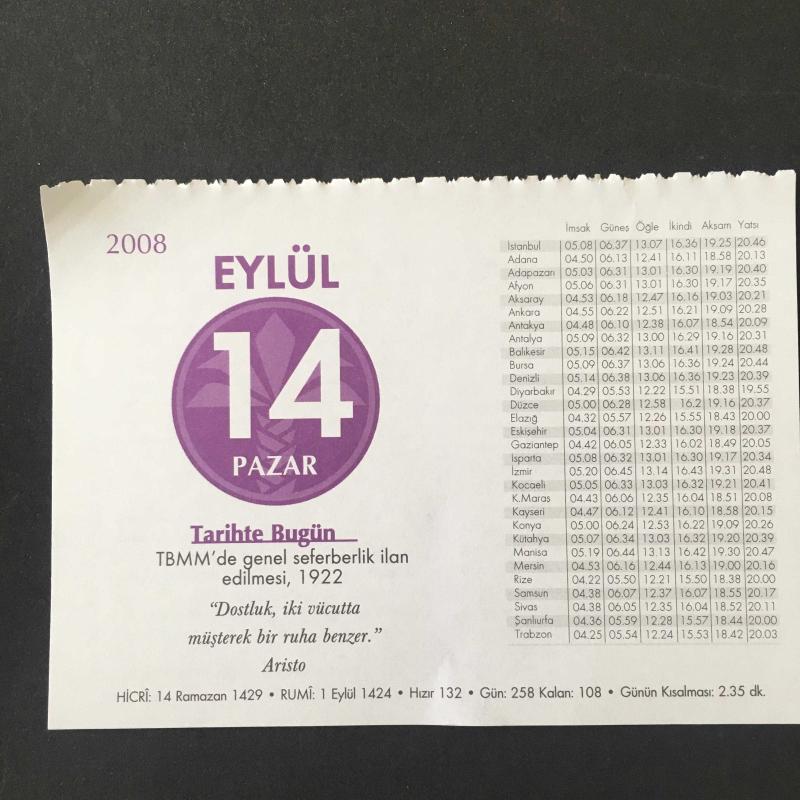 2008
EYLÜL
14
PAZAR
Tarihte Bugün
TBMM'de genel seferberlik ilan
edilmesi, 1922
"Dostluk, iki vücutta
müşterek bir ruha benzer."
Aristo
İmsak Güneş Öğle İkindi Akşam Yatsı
İstanbul 05.08 06.37 13.07 16.36 19.25 20.46
Adana 04.50 06.13 12.41 16.11 18.58 20.13
Adapazarı 05.03 06.31 13.01 16.30 19.19 20.40
Afyon 05.06 06.31 13.01 16.30 19.17 20.35
Aksaray 04.53 06.18 12.47 16.16 19.03 20.21
Ankara 04.55 06.22 12.51 16.21 19.09 20.28
Antakya 04.48 06.10 12.38 16.07 18.54 20.09
Antalya 05.09 06.32 13.00 16.29 19.16 20.31
Balıkesir 05.15 06.42 13.11 16.41 19.28 20.48
Bursa 05.09 06.37 13.06 16.36 19.24 20.44
Denizli 05.14 06.38 13.06 16.36 19.23 20.39
Diyarbakır 04.29 05.53 12.22 15.51 18.38 19.55
Düzce 05.00 06.28 12.58 16.2 19.16 20.37
Elazığ 04.32 05.57 12.26 15.55 18.43 20.00
Eskişehir 05.04 06.31 13.01 16.30 19.18 20.37
Gaziantep 04.42 06.05 12.33 16.02 18.49 20.05
Isparta 05.08 06.32 13.01 16.30 19.17 20.34
İzmir 05.20 06.45 13.14 16.43 19.31 20.48
Kocaeli 05.05 06.33 13.03 16.32 19.21 20.41
K.Maraş 04.43 06.06 12.35 16.04 18.51 20.08
Kayseri 04.47 06.12 12.41 16.10 18.58 20.15
Konya 05.00 06.24 12.53 16.22 19.09 20.26
Kütahya 05.07 06.34 13.03 16.32 19.20 20.39
Manisa 05.19 06.44 13.13 16.42 19.30 20.47
Mersin 04.53 06.16 12.44 16.13 19.00 20.16
Rize 04.22 05.50 12.21 15.50 18.38 20.00
Samsun 04.38 06.07 12.37 16.07 18.55 20.17
Sivas 04.38 06.05 12.35 16.04 18.52 20.11
Şanlıurfa 04.36 05.59 12.28 15.57 18.44 20.00
Trabzon 04.25 05.54 12.24 15.53 18.42 20.03
HİCRÎ: 14 Ramazan 1429 • RUMÎ: 1 Eylül 1424 • Hızır 132 • Gün: 258 Kalan: 108 • Günün Kısalması: 2.35 dk.